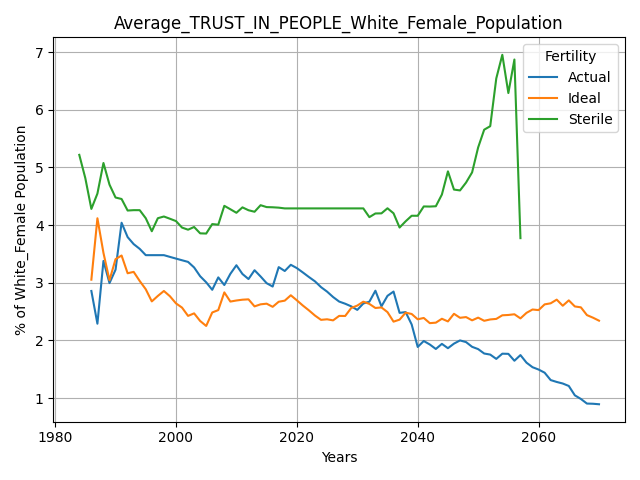 Average_TRUST_IN_PEOPLE_White_Female_Population
Fertility
Actual
Ideal
Sterile
% of White_Female Population
7
6
5
4
3
2
1
1980 2000 2020 2040 2060
Years